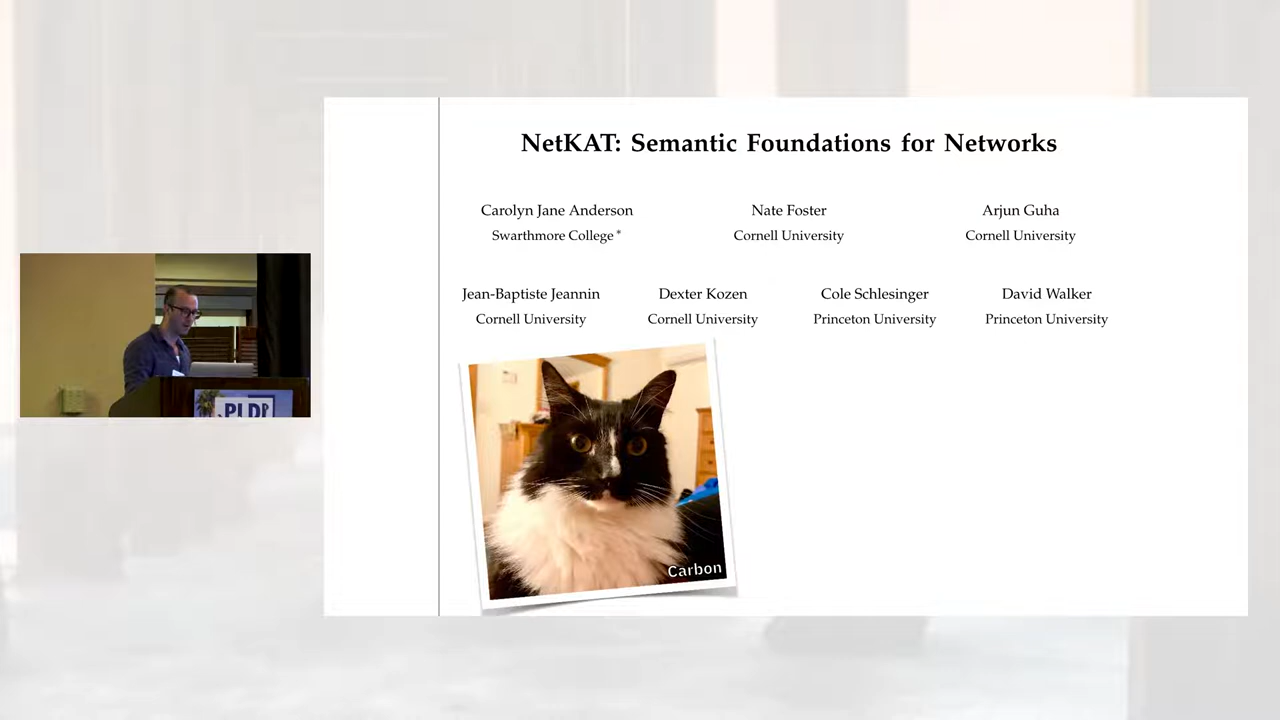 NetKAT: Semantic Foundations for Networks
Carolyn Jane Anderson
Swarthmore College *
Nate Foster
Cornell University
Arjun Guha
Cornell University
Jean-Baptiste Jeannin
Cornell University
Dexter Kozen
Cornell University
Cole Schlesinger
Princeton University
David Walker
Princeton University
Carbon
PLDI